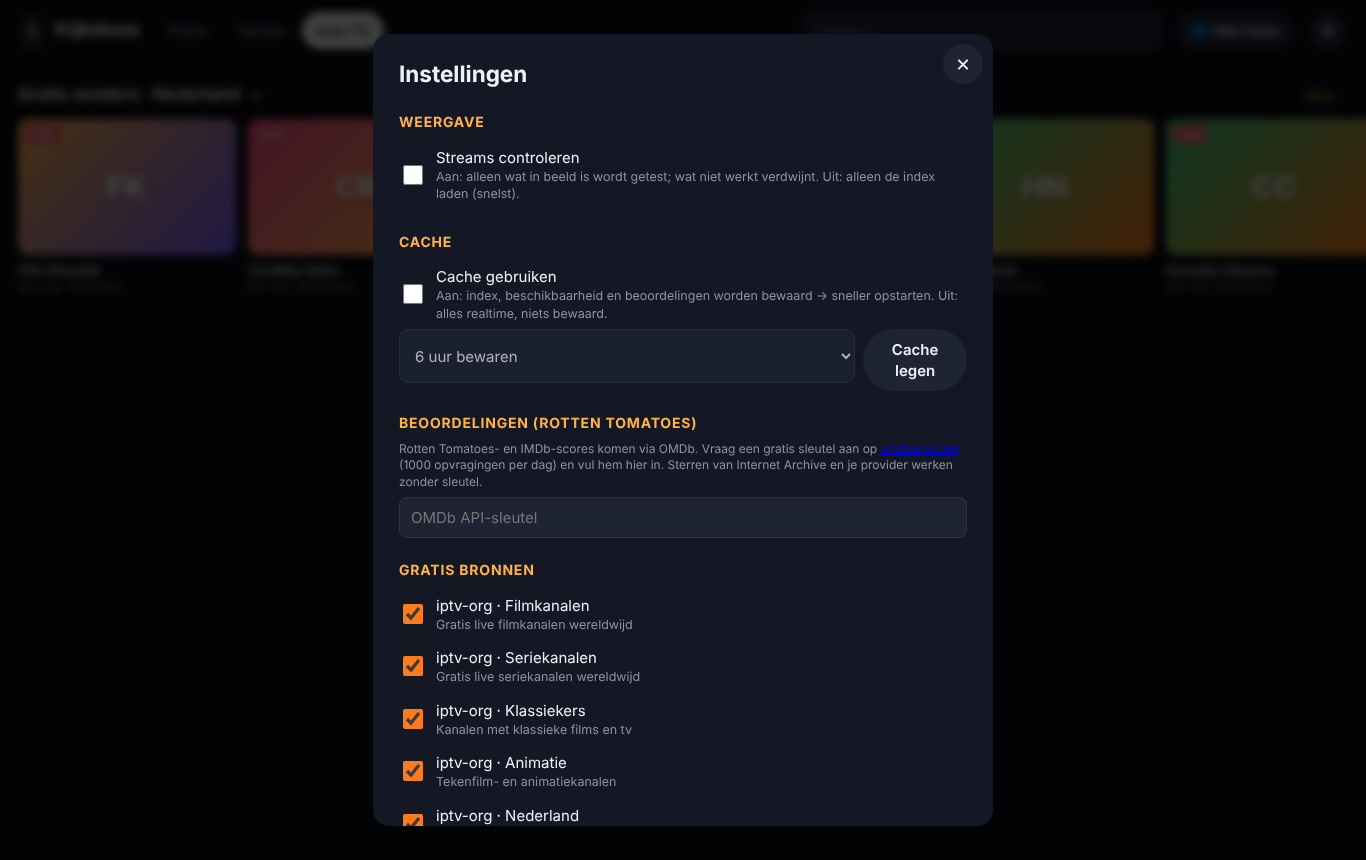 Instellingen
WEERGAVE
Streams controleren
Aan: alleen wat in beeld is wordt getest; wat niet werkt verdwijnt. Uit: alleen de index
laden (snelst).
CACHE
Cache gebruiken
Aan: index, beschikbaarheid en beoordelingen worden bewaard → sneller opstarten. Uit:
alles realtime, niets bewaard.
6 uur bewaren
Cache
legen
BEOORDELINGEN (ROTTEN TOMATOES)
Rotten Tomatoes- en IMDb-scores komen via OMDb. Vraag een gratis sleutel aan op omdbapi.com
(1000 opvragingen per dag) en vul hem hier in. Sterren van Internet Archive en je provider werken
zonder sleutel.
OMDb API-sleutel
GRATIS BRONNEN
iptv-org · Filmkanalen
Gratis live filmkanalen wereldwijd
iptv-org · Seriekanalen
Gratis live seriekanalen wereldwijd
iptv-org · Klassiekers
Kanalen met klassieke films en tv
iptv-org · Animatie
Tekenfilm- en animatiekanalen
iptv-org · Nederland
Gratis zenders · Nederland
FK
HN
CC